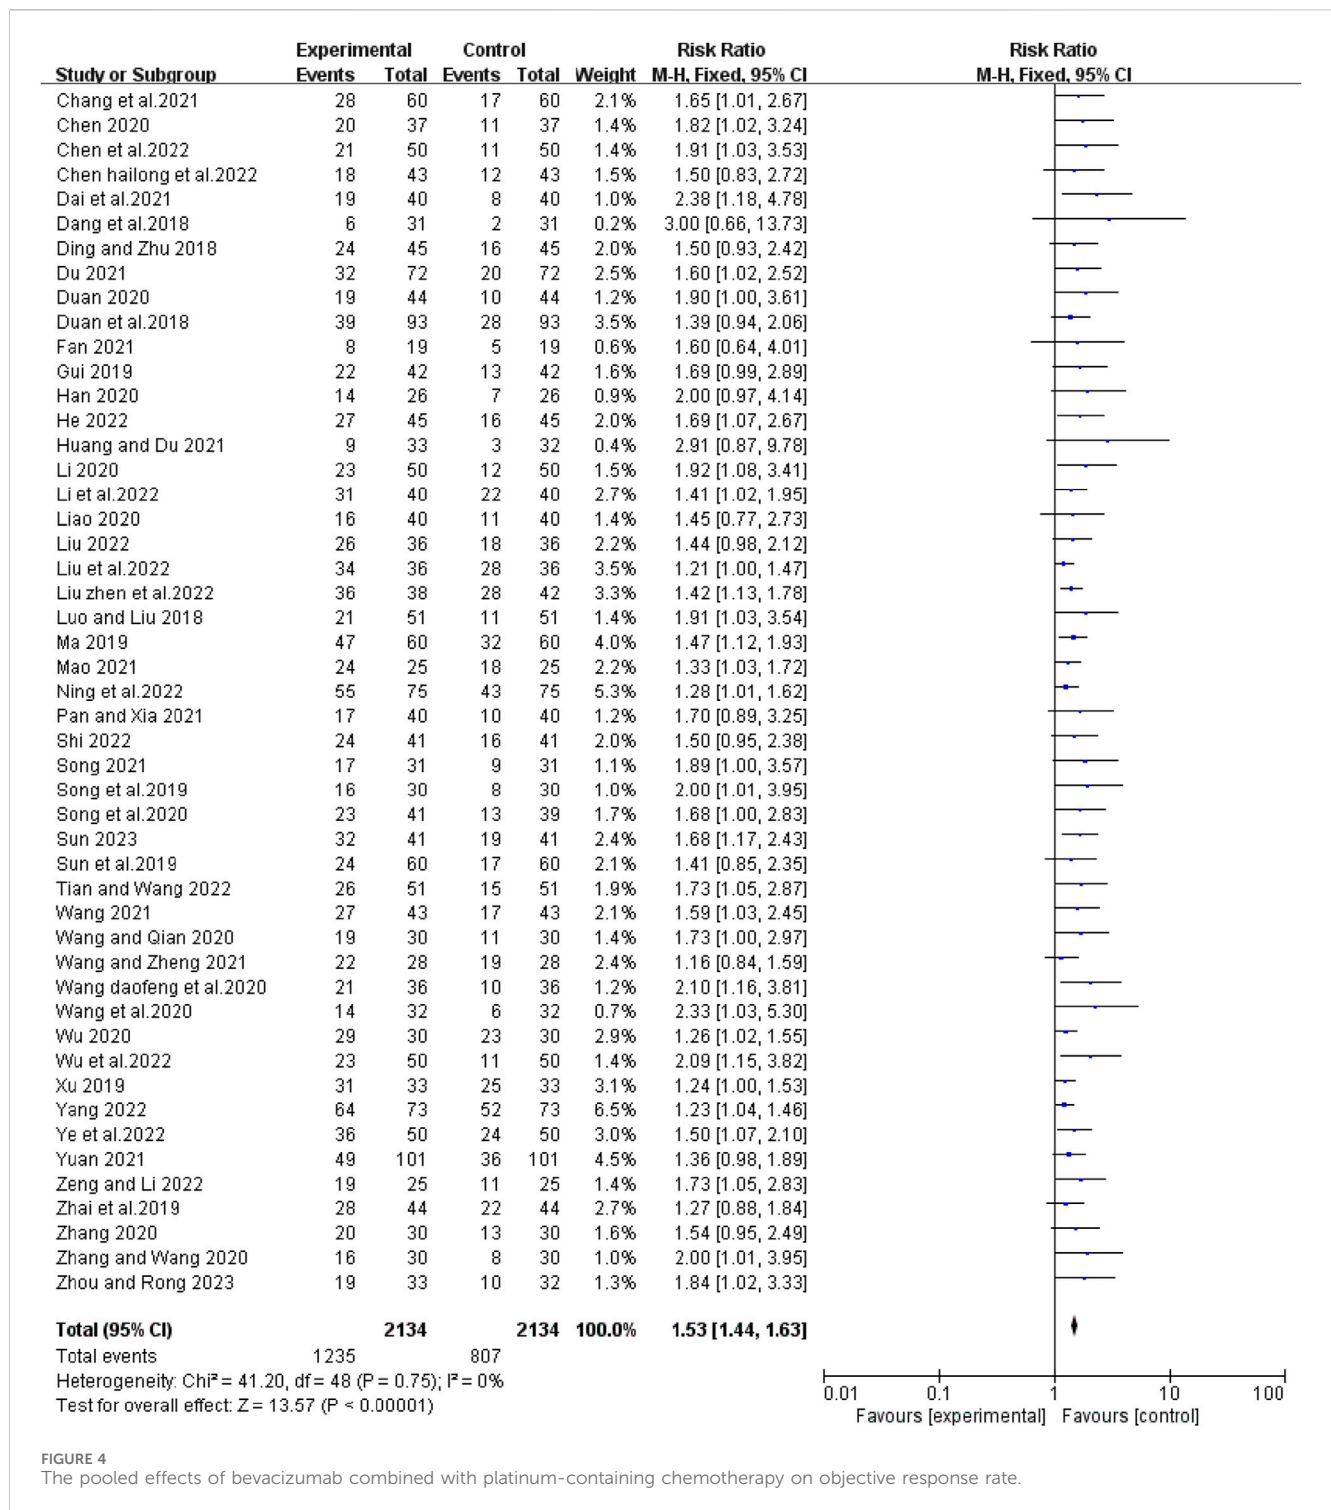 Experimental Control Risk Ratio Risk Ratio
Study or Subgroup Events Total Events Total Weight M-H, Fixed, 95% CI M-H, Fixed, 95% CI
Chang et al.2021 28 60 17 60 2.1% 1.65 [1.01, 2.67]
Chen 2020 20 37 11 37 1.4% 1.82 [1.02, 3.24]
Chen et al.2022 21 50 11 50 1.4% 1.91 [1.03, 3.53]
Chen hailong et al.2022 18 43 12 43 1.5% 1.50 [0.83, 2.72]
Dai et al.2021 19 40 8 40 1.0% 2.38 [1.18, 4.78]
Dang et al.2018 6 31 2 31 0.2% 3.00 [0.66, 13.73]
Ding and Zhu 2018 24 45 16 45 2.0% 1.50 [0.93, 2.42]
Du 2021 32 72 20 72 2.5% 1.60 [1.02, 2.52]
Duan 2020 19 44 10 44 1.2% 1.90 [1.00, 3.61]
Duan et al.2018 39 93 28 93 3.5% 1.39 [0.94, 2.06]
Fan 2021 8 19 5 19 0.6% 1.60 [0.64, 4.01]
Gui 2019 22 42 13 42 1.6% 1.69 [0.99, 2.89]
Han 2020 14 26 7 26 0.9% 2.00 [0.97, 4.14]
He 2022 27 45 16 45 2.0% 1.69 [1.07, 2.67]
Huang and Du 2021 9 33 3 32 0.4% 2.91 [0.87, 9.78]
Li 2020 23 50 12 50 1.5% 1.92 [1.08, 3.41]
Li et al.2022 31 40 22 40 2.7% 1.41 [1.02, 1.95]
Liao 2020 16 40 11 40 1.4% 1.45 [0.77, 2.73]
Liu 2022 26 36 18 36 2.2% 1.44 [0.98, 2.12]
Liu et al.2022 34 36 28 36 3.5% 1.21 [1.00, 1.47]
Liu zhen et al.2022 36 38 28 42 3.3% 1.42 [1.13, 1.78]
Luo and Liu 2018 21 51 11 51 1.4% 1.91 [1.03, 3.54]
Ma 2019 47 60 32 60 4.0% 1.47 [1.12, 1.93]
Mao 2021 24 25 18 25 2.2% 1.33 [1.03, 1.72]
Ning et al.2022 55 75 43 75 5.3% 1.28 [1.01, 1.62]
Pan and Xia 2021 17 40 10 40 1.2% 1.70 [0.89, 3.25]
Shi 2022 24 41 16 41 2.0% 1.50 [0.95, 2.38]
Song 2021 17 31 9 31 1.1% 1.89 [1.00, 3.57]
Song et al.2019 16 30 8 30 1.0% 2.00 [1.01, 3.95]
Song et al.2020 23 41 13 39 1.7% 1.68 [1.00, 2.83]
Sun 2023 32 41 19 41 2.4% 1.68 [1.17, 2.43]
Sun et al.2019 24 60 17 60 2.1% 1.41 [0.85, 2.35]
Tian and Wang 2022 26 51 15 51 1.9% 1.73 [1.05, 2.87]
Wang 2021 27 43 17 43 2.1% 1.59 [1.03, 2.45]
Wang and Qian 2020 19 30 11 30 1.4% 1.73 [1.00, 2.97]
Wang and Zheng 2021 22 28 19 28 2.4% 1.16 [0.84, 1.59]
Wang daofeng et al.2020 21 36 10 36 1.2% 2.10 [1.16, 3.81]
Wang et al.2020 14 32 6 32 0.7% 2.33 [1.03, 5.30]
Wu 2020 29 30 23 30 2.9% 1.26 [1.02, 1.55]
Wu et al.2022 23 50 11 50 1.4% 2.09 [1.15, 3.82]
Xu 2019 31 33 25 33 3.1% 1.24 [1.00, 1.53]
Yang 2022 64 73 52 73 6.5% 1.23 [1.04, 1.46]
Ye et al.2022 36 50 24 50 3.0% 1.50 [1.07, 2.10]
Yuan 2021 49 101 36 101 4.5% 1.36 [0.98, 1.89]
Zeng and Li 2022 19 25 11 25 1.4% 1.73 [1.05, 2.83]
Zhai et al.2019 28 44 22 44 2.7% 1.27 [0.88, 1.84]
Zhang 2020 20 30 13 30 1.6% 1.54 [0.95, 2.49]
Zhang and Wang 2020 16 30 8 30 1.0% 2.00 [1.01, 3.95]
Zhou and Rong 2023 19 33 10 32 1.3% 1.84 [1.02, 3.33]
Total (95% CI) 2134 2134 100.0% 1.53 [1.44, 1.63]
Total events 1235 807
Heterogeneity: Chi² = 41.20, df = 48 (P = 0.75); I² = 0%
Test for overall effect: Z = 13.57 (P < 0.00001)
0.01 0.1 1 10 100
Favours [experimental] Favours [control]
FIGURE 4
The pooled effects of bevacizumab combined with platinum-containing chemotherapy on objective response rate.